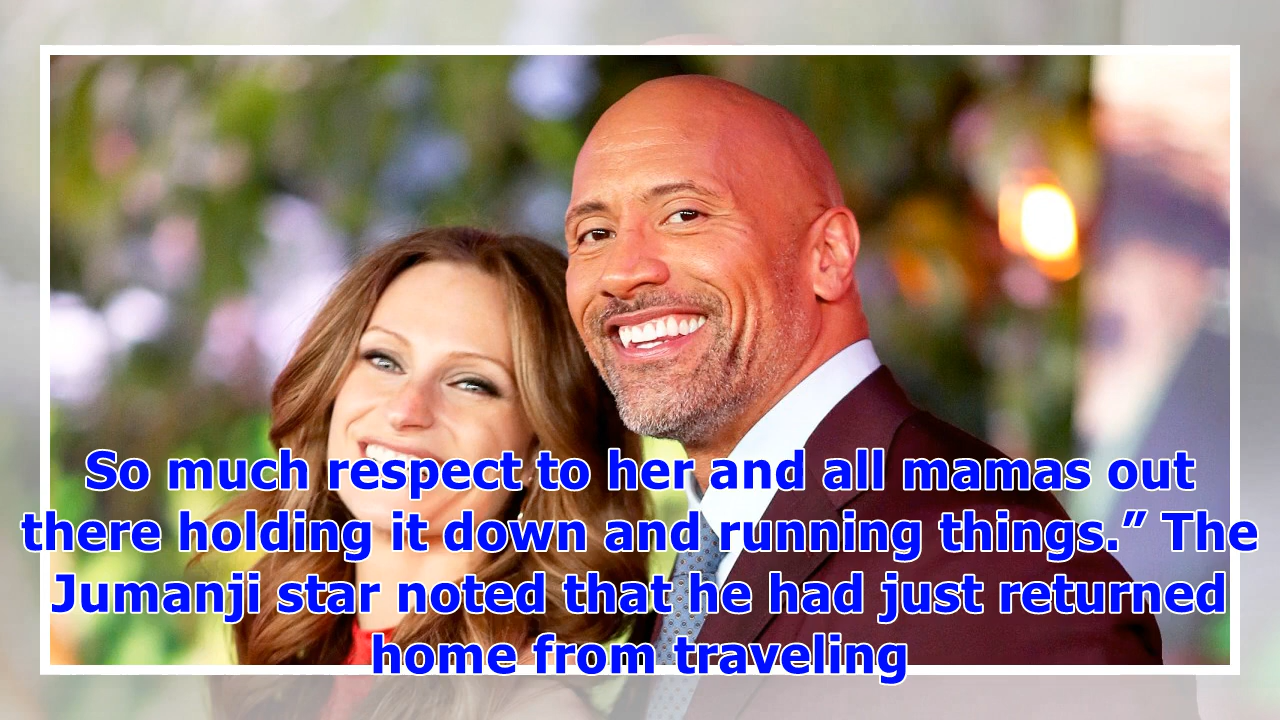 So much respect to her and all mamas out
there holding it down and running things.” The
Jumanji star noted that he had just returned
home from traveling